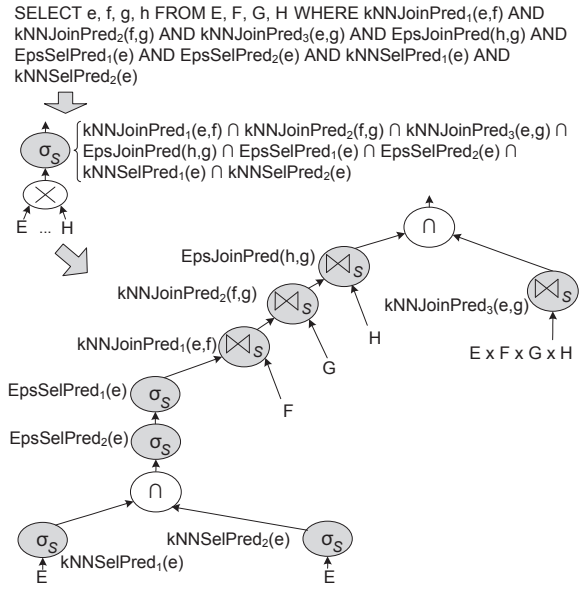 SELECT e, f, g, h FROM E, F, G, H WHERE kNNJoinPred₁(e,f) AND
kNNJoinPred₂(f,g) AND kNNJoinPred₃(e,g) AND EpsJoinPred(h,g) AND
EpsSelPred₁(e) AND EpsSelPred₂(e) AND kNNSelPred₁(e) AND
kNNSelPred₂(e)
kNNJoinPred₁(e,f) ∩ kNNJoinPred₂(f,g) ∩ kNNJoinPred₃(e,g) ∩
σS
EpsJoinPred(h,g) ∩ EpsSelPred₁(e) ∩ EpsSelPred₂(e) ∩
kNNSelPred₁(e) ∩ kNNSelPred₂(e)
×
E ... H
∩
EpsJoinPred(h,g)
⋈S
kNNJoinPred₂(f,g)
⋈S
kNNJoinPred₃(e,g)
⋈S
kNNJoinPred₁(e,f)
⋈S
H
E x F x G x H
G
EpsSelPred₁(e)
σS
F
EpsSelPred₂(e)
σS
∩
σS
kNNSelPred₁(e)
E
kNNSelPred₂(e)
σS
E